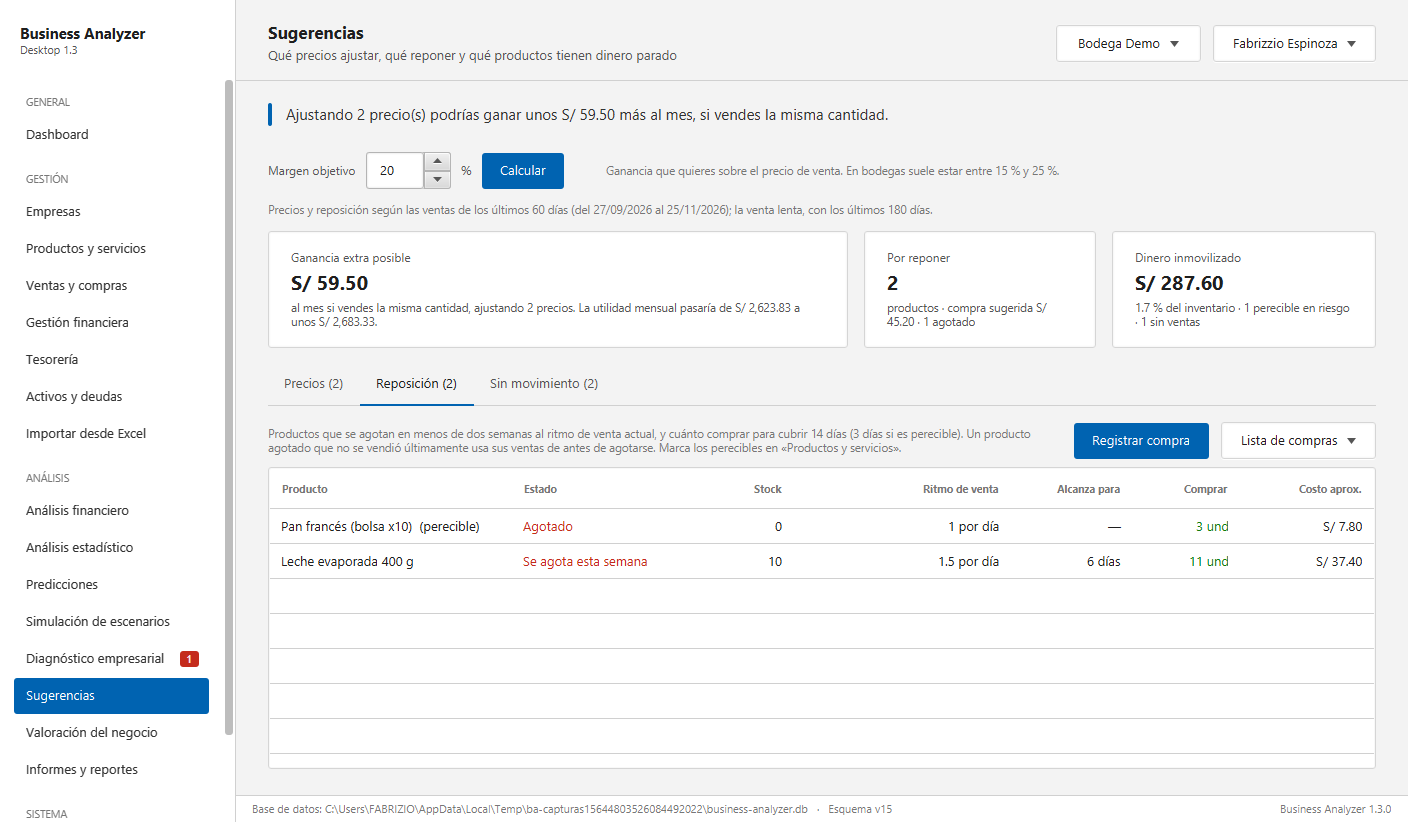 Business Analyzer
Desktop 1.3
GENERAL
Dashboard
GESTIÓN
Empresas
Productos y servicios
Ventas y compras
Gestión financiera
Tesorería
Activos y deudas
Importar desde Excel
ANÁLISIS
Análisis financiero
Análisis estadístico
Predicciones
Simulación de escenarios
Diagnóstico empresarial 1
Sugerencias
Valoración del negocio
Informes y reportes
SISTEMA
Sugerencias
Qué precios ajustar, qué reponer y qué productos tienen dinero parado
Bodega Demo
Fabrizzio Espinoza
Ajustando 2 precio(s) podrías ganar unos S/ 59.50 más al mes, si vendes la misma cantidad.
Margen objetivo 20 % Calcular Ganancia que quieres sobre el precio de venta. En bodegas suele estar entre 15 % y 25 %.
Precios y reposición según las ventas de los últimos 60 días (del 27/09/2026 al 25/11/2026); la venta lenta, con los últimos 180 días.
Ganancia extra posible
S/ 59.50
al mes si vendes la misma cantidad, ajustando 2 precios. La utilidad mensual pasaría de S/ 2,623.83 a
unos S/ 2,683.33.
Por reponer
2
productos · compra sugerida S/
45.20 · 1 agotado
Dinero inmovilizado
S/ 287.60
1.7 % del inventario · 1 perecible en riesgo
· 1 sin ventas
Precios (2) Reposición (2) Sin movimiento (2)
Productos que se agotan en menos de dos semanas al ritmo de venta actual, y cuánto comprar para cubrir 14 días (3 días si es perecible). Un producto
agotado que no se vendió últimamente usa sus ventas de antes de agotarse. Marca los perecibles en «Productos y servicios».
Registrar compra
Lista de compras
Producto Estado Stock Ritmo de venta Alcanza para Comprar Costo aprox.
Pan francés (bolsa x10) (perecible) Agotado 0 1 por día — 3 und S/ 7.80
Leche evaporada 400 g Se agota esta semana 10 1.5 por día 6 días 11 und S/ 37.40
Base de datos: C:\Users\FABRIZIO\AppData\Local\Temp\ba-capturas15644803526084492022\business-analyzer.db · Esquema v15
Business Analyzer 1.3.0